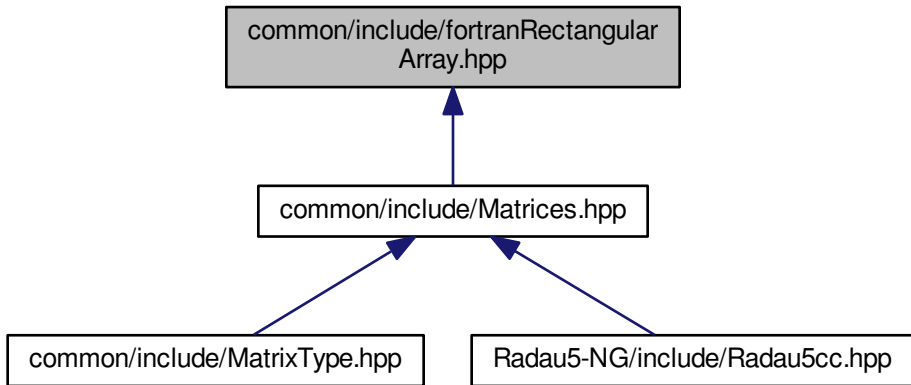 common/include/fortranRectangular
Array.hpp
common/include/Matrices.hpp
common/include/MatrixType.hpp
Radau5-NG/include/Radau5cc.hpp